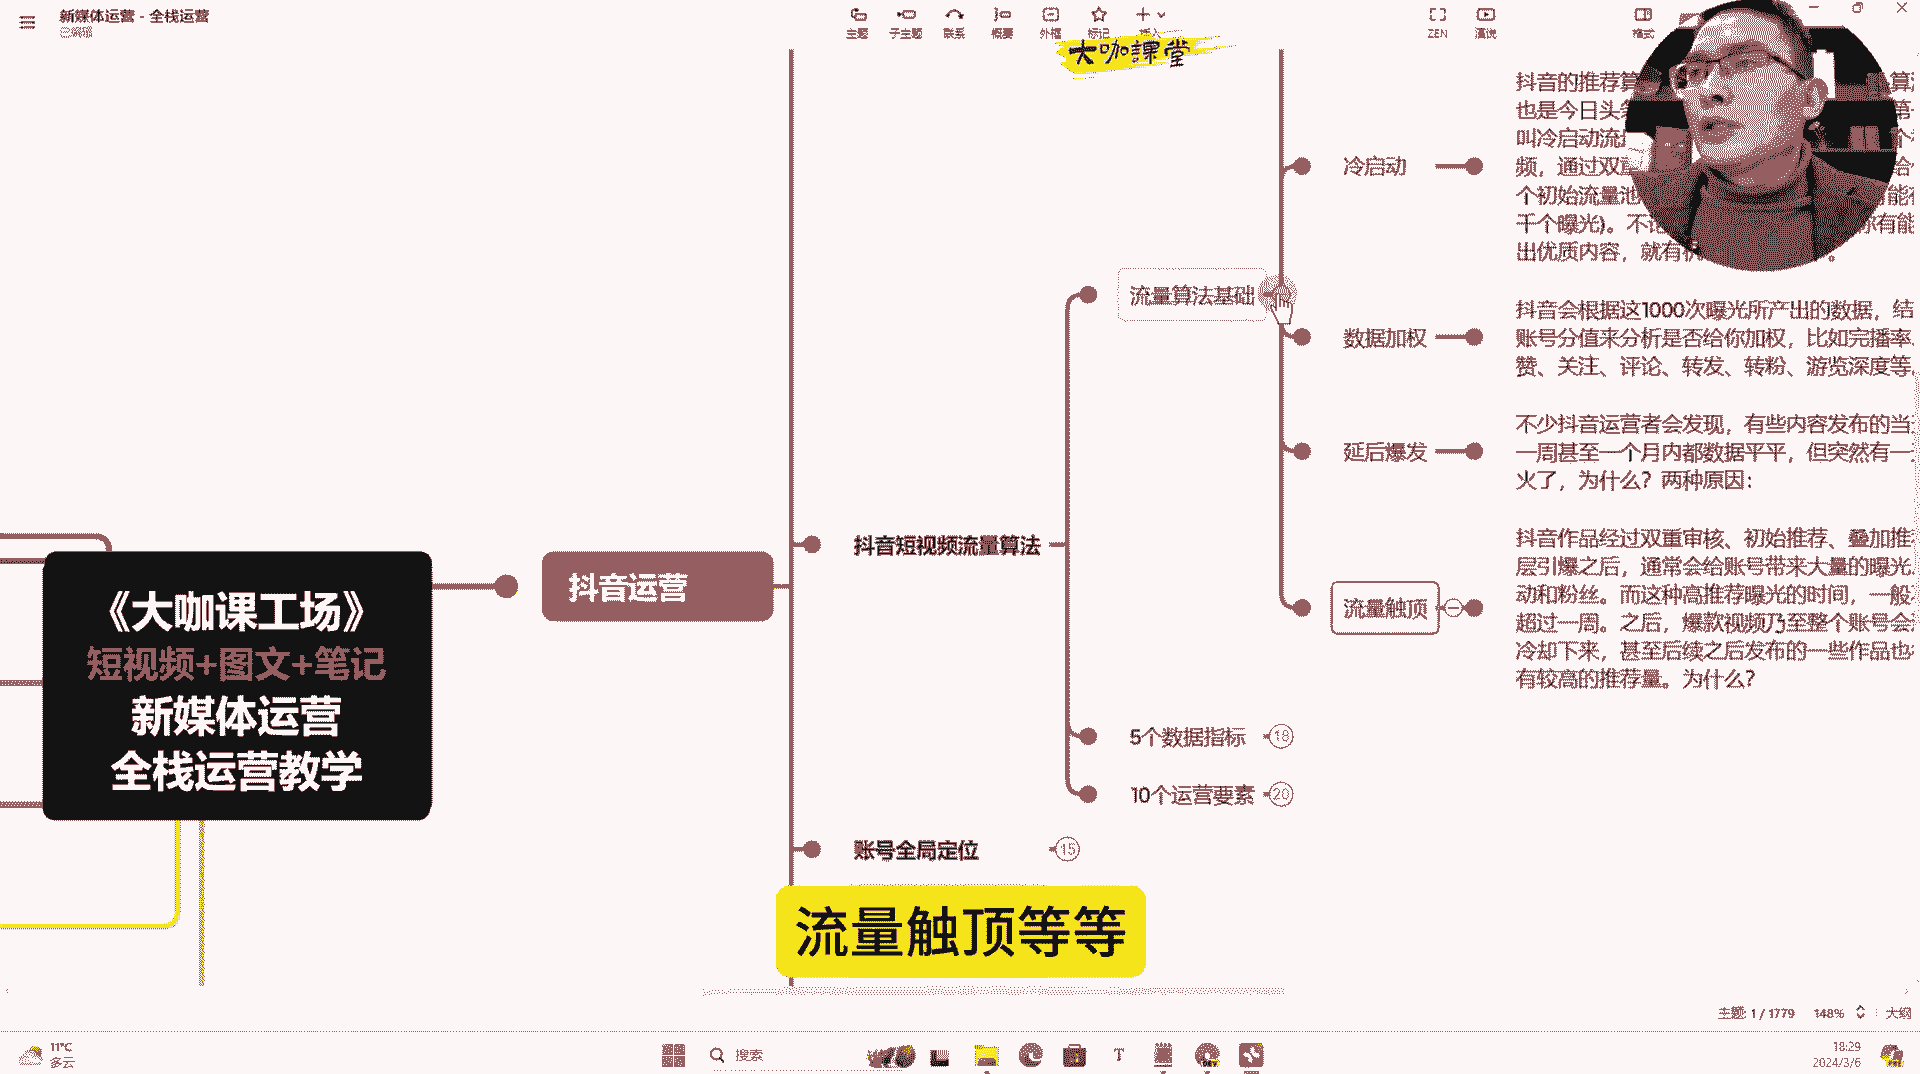 新媒体运营 - 全栈运营
已编辑
主题
子主题
联系
概要
外框
标记
插入
ZEN
演说
格式
大咖課堂
抖音的推荐算
也是今日头条
叫冷启动流
频，通过双重
个初始流量池
千个曝光)。不论
出优质内容，就有机
冷启动
流量算法基础
抖音会根据这1000次曝光所产出的数据，结
账号分值来分析是否给你加权，比如完播率、
赞、关注、评论、转发、转粉、游览深度等。
数据加权
不少抖音运营者会发现，有些内容发布的当
一周甚至一个月内都数据平平，但突然有一
火了，为什么？两种原因：
延后爆发
抖音作品经过双重审核、初始推荐、叠加推
层引爆之后，通常会给账号带来大量的曝光、
动和粉丝。而这种高推荐曝光的时间，一般
超过一周。之后，爆款视频乃至整个账号会
冷却下来，甚至后续之后发布的一些作品也
有较高的推荐量。为什么？
流量触顶
抖音短视频流量算法
抖音运营
《大咖课工场》
短视频+图文+笔记
新媒体运营
全栈运营教学
5个数据指标
18
10个运营要素
20
账号全局定位
15
流量触顶等等
主题: 1 / 1779
148%
大纲
11°C
多云
搜索
18:29
2024/3/6